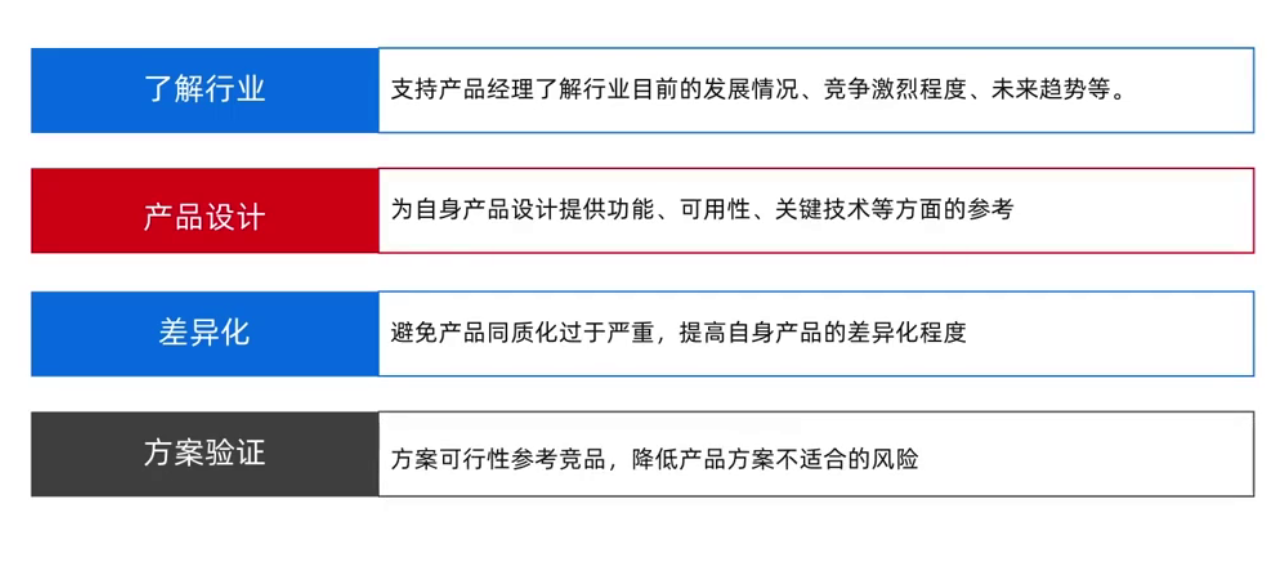 了解行业
支持产品经理了解行业目前的发展情况、竞争激烈程度、未来趋势等。
产品设计
为自身产品设计提供功能、可用性、关键技术等方面的参考
差异化
避免产品同质化过于严重，提高自身产品的差异化程度
方案验证
方案可行性参考竞品，降低产品方案不适合的风险